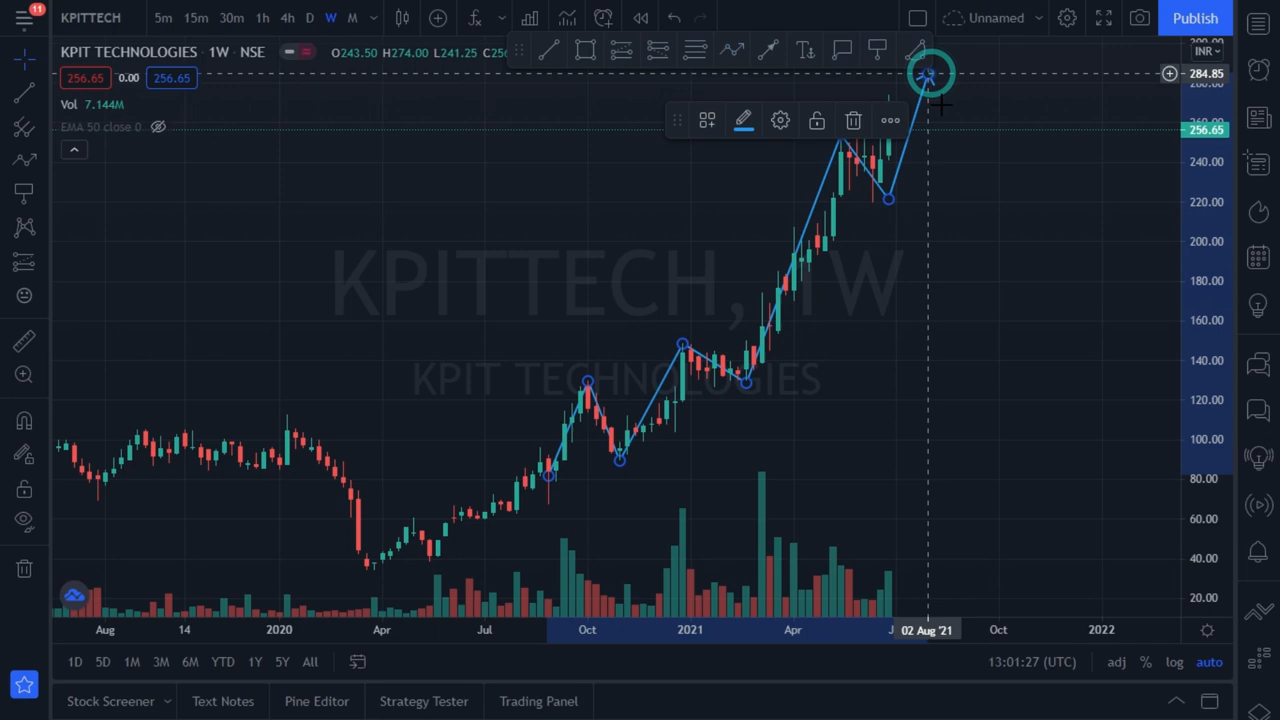 11
KPITTECH
5m 15m 30m 1h 4h D W M
Unnamed
Publish
KPIT TECHNOLOGIES · 1W · NSE
O243.50 H274.00 L241.25
INR
256.65 0.00 256.65
284.85
Vol 7.144M
256.65
EMA 50 close 0
240.00
220.00
200.00
180.00
160.00
140.00
120.00
100.00
80.00
60.00
40.00
20.00
KPITTECH, 1W
KPIT TECHNOLOGIES
Aug 14 2020 Apr Jul Oct 2021 Apr 02 Aug '21 Oct 2022
1D 5D 1M 3M 6M YTD 1Y 5Y All
13:01:27 (UTC) adj % log auto
Stock Screener Text Notes Pine Editor Strategy Tester Trading Panel